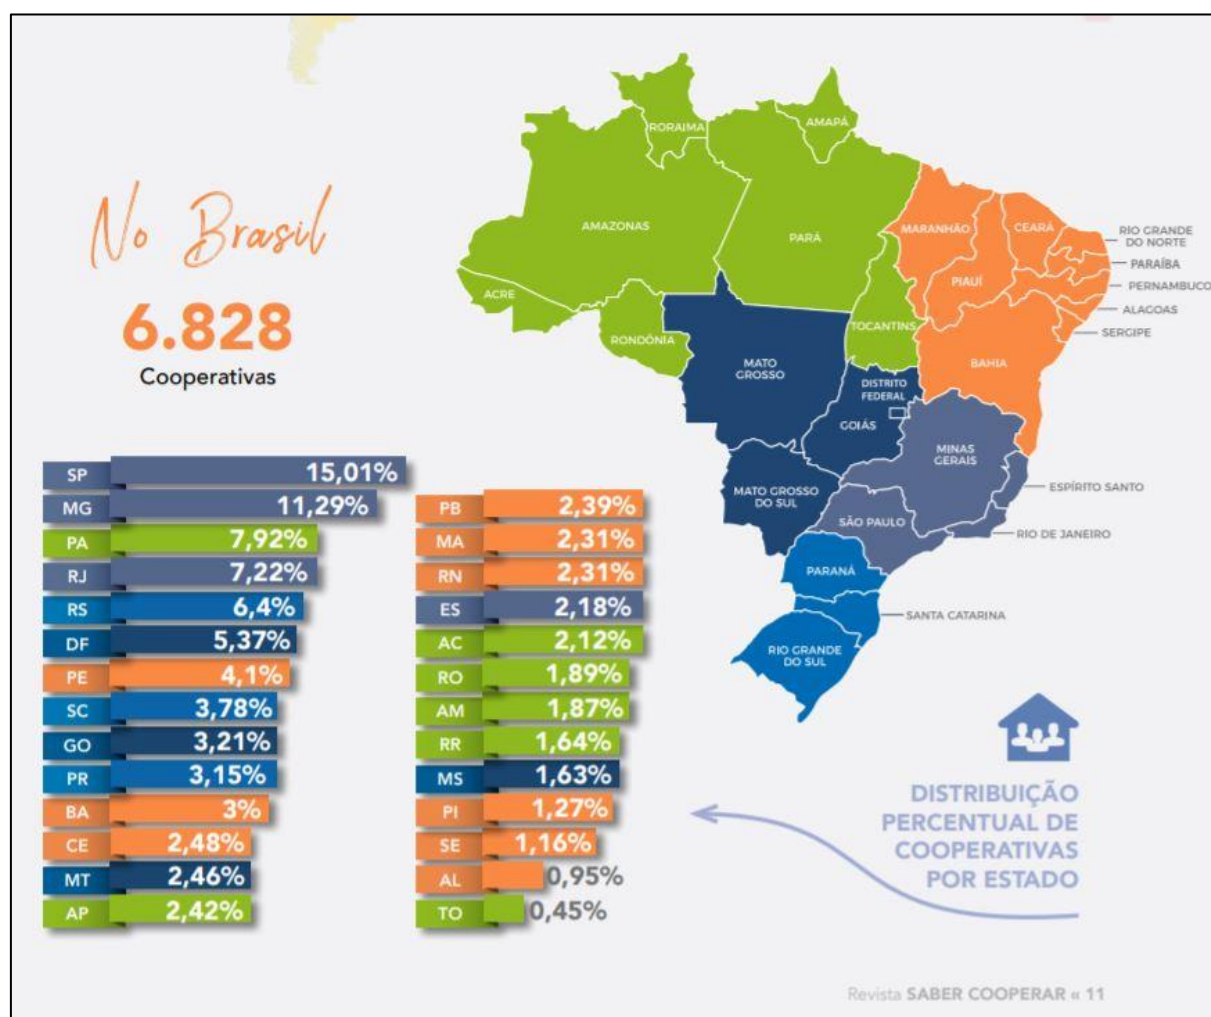 No Brasil
6.828
Cooperativas
SP 15,01%
MG 11,29%
PA 7,92%
RJ 7,22%
RS 6,4%
DF 5,37%
PE 4,1%
SC 3,78%
GO 3,21%
PR 3,15%
BA 3%
CE 2,48%
MT 2,46%
AP 2,42%
PB 2,39%
MA 2,31%
RN 2,31%
ES 2,18%
AC 2,12%
RO 1,89%
AM 1,87%
RR 1,64%
MS 1,63%
PI 1,27%
SE 1,16%
AL 0,95%
TO 0,45%
RORAIMA
AMAPÁ
AMAZONAS
PARÁ
MARANHÃO
CEARÁ
RIO GRANDE
DO NORTE
PARAÍBA
PIAUÍ
PERNAMBUCO
ACRE
ALAGOAS
RONDÔNIA
TOCANTINS
SERGIPE
MATO
GROSSO
BAHIA
DISTRITO
FEDERAL
GOIÁS
MINAS
GERAIS
MATO GROSSO
DO SUL
ESPÍRITO SANTO
SÃO PAULO
RIO DE JANEIRO
PARANÁ
SANTA CATARINA
RIO GRANDE
DO SUL
DISTRIBUIÇÃO
PERCENTUAL DE
COOPERATIVAS
POR ESTADO
Revista SABER COOPERAR « 11